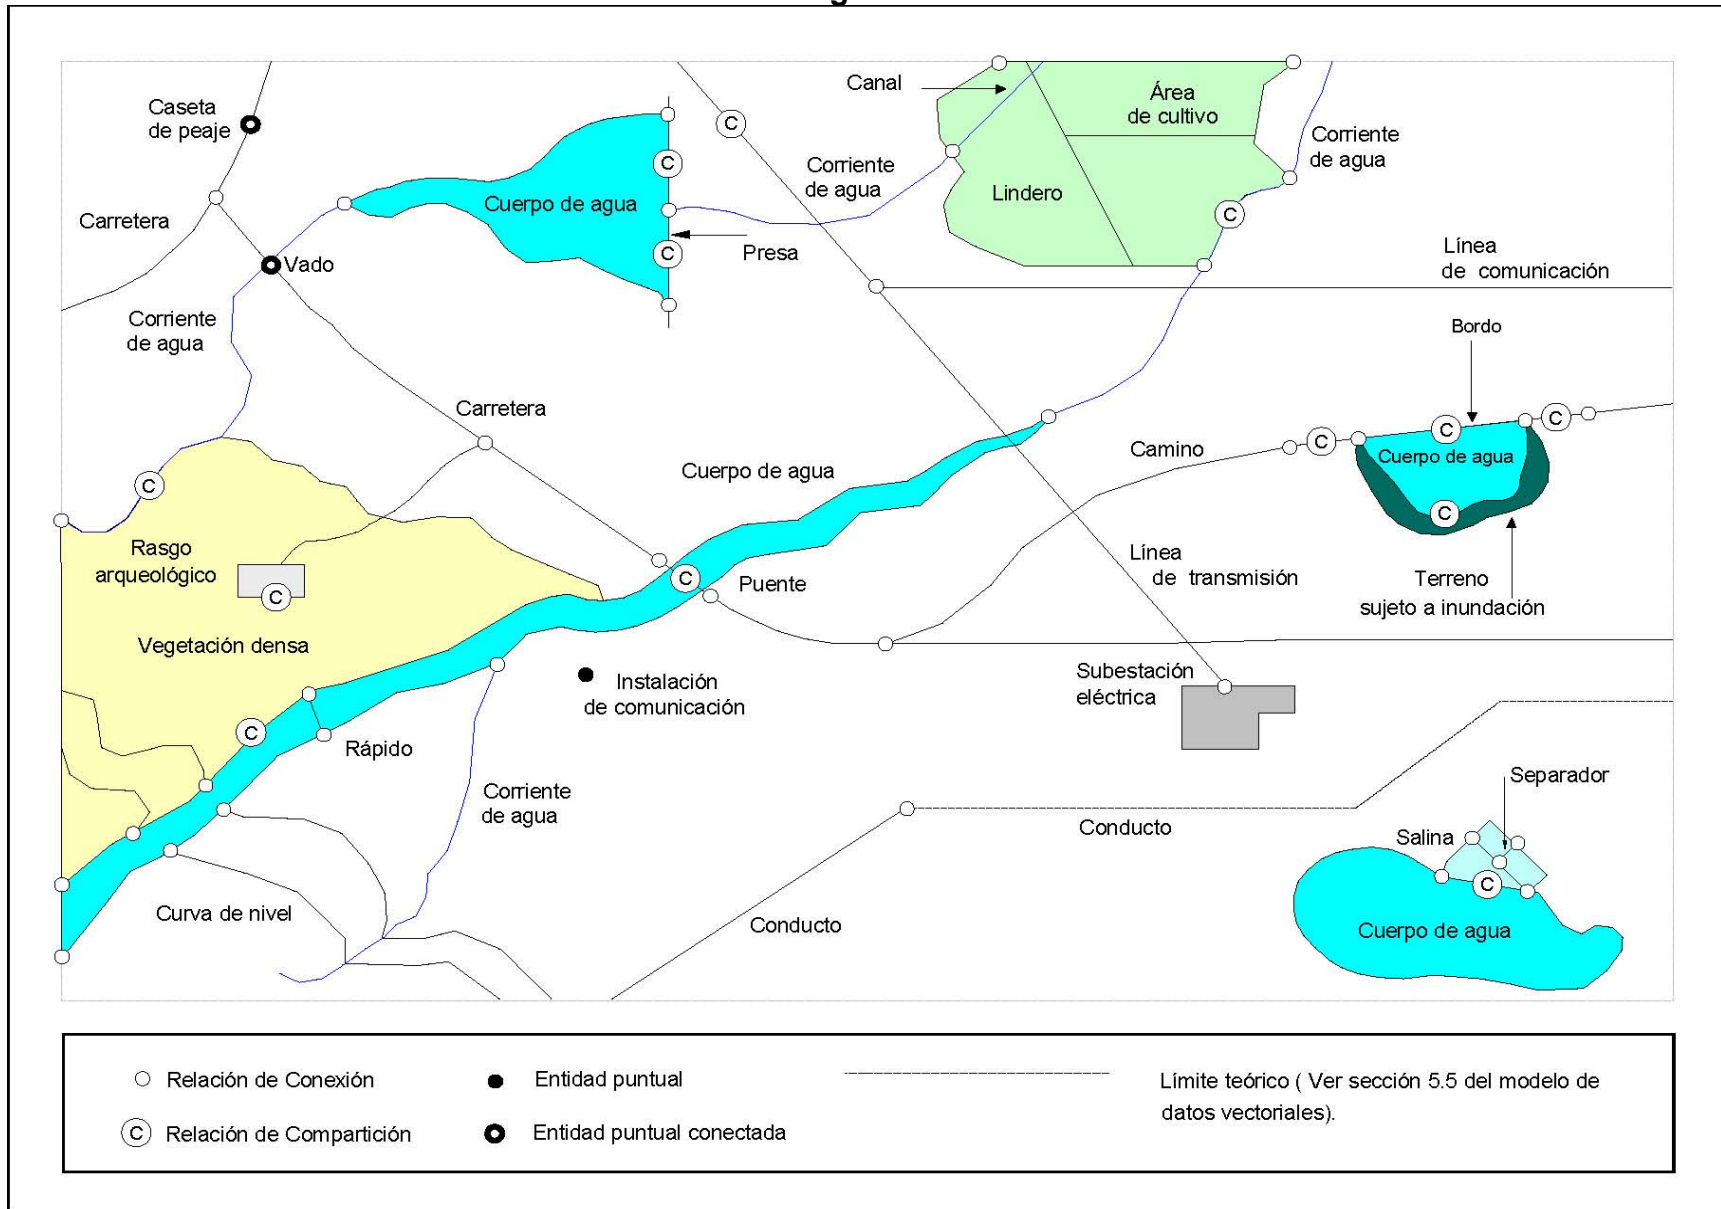 Caseta
de peaje
Canal
Área
de cultivo
Corriente
de agua
Corriente
de agua
C
C
Carretera
Cuerpo de agua
Lindero
C
Vado
C
Presa
Línea
de comunicación
Corriente
de agua
Bordo
Carretera
Cuerpo de agua
Camino
C
C
C
Cuerpo de agua
C
C
Rasgo
arqueológico
C
C
Puente
Línea
de transmisión
Terreno
sujeto a inundación
Vegetación densa
Instalación
de comunicación
Subestación
eléctrica
C
Rápido
Corriente
de agua
Separador
Conducto
Salina
C
Curva de nivel
Conducto
Cuerpo de agua
Relación de Conexión
Entidad puntual
Límite teórico ( Ver sección 5.5 del modelo de
datos vectoriales).
C Relación de Compartición
Entidad puntual conectada